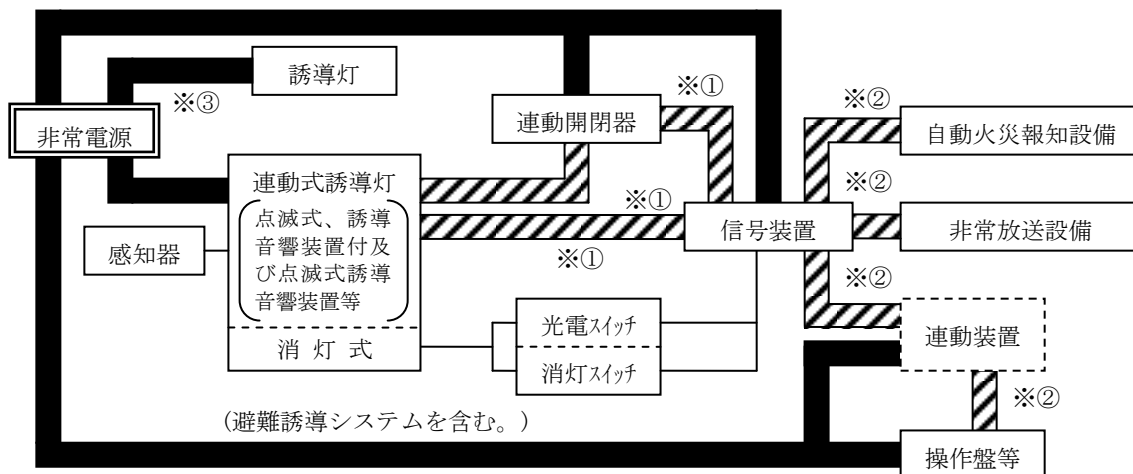 誘導灯
※③
非常電源
連動開閉器
※①
※②
自動火災報知設備
※②
連動式誘導灯
点滅式、誘導
音響装置付及
び点滅式誘導
音響装置等
消 灯 式
感知器
※①
※①
信号装置
非常放送設備
※②
光電スイッチ
消灯スイッチ
連動装置
※②
操作盤等
(避難誘導システムを含む。)